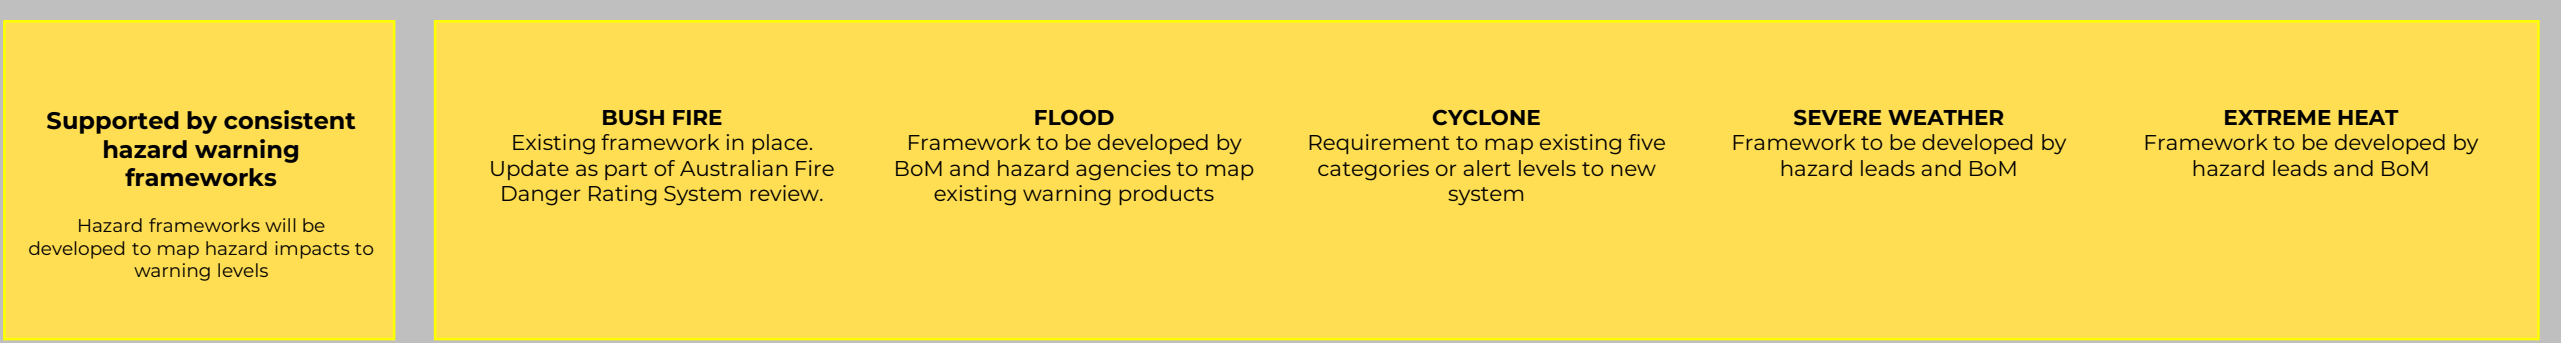 Supported by consistent
hazard warning
frameworks
Hazard frameworks will be
developed to map hazard impacts to
warning levels
BUSH FIRE
Existing framework in place.
Update as part of Australian Fire
Danger Rating System review.
FLOOD
Framework to be developed by
BoM and hazard agencies to map
existing warning products
CYCLONE
Requirement to map existing five
categories or alert levels to new
system
SEVERE WEATHER
Framework to be developed by
hazard leads and BoM
EXTREME HEAT
Framework to be developed by
hazard leads and BoM